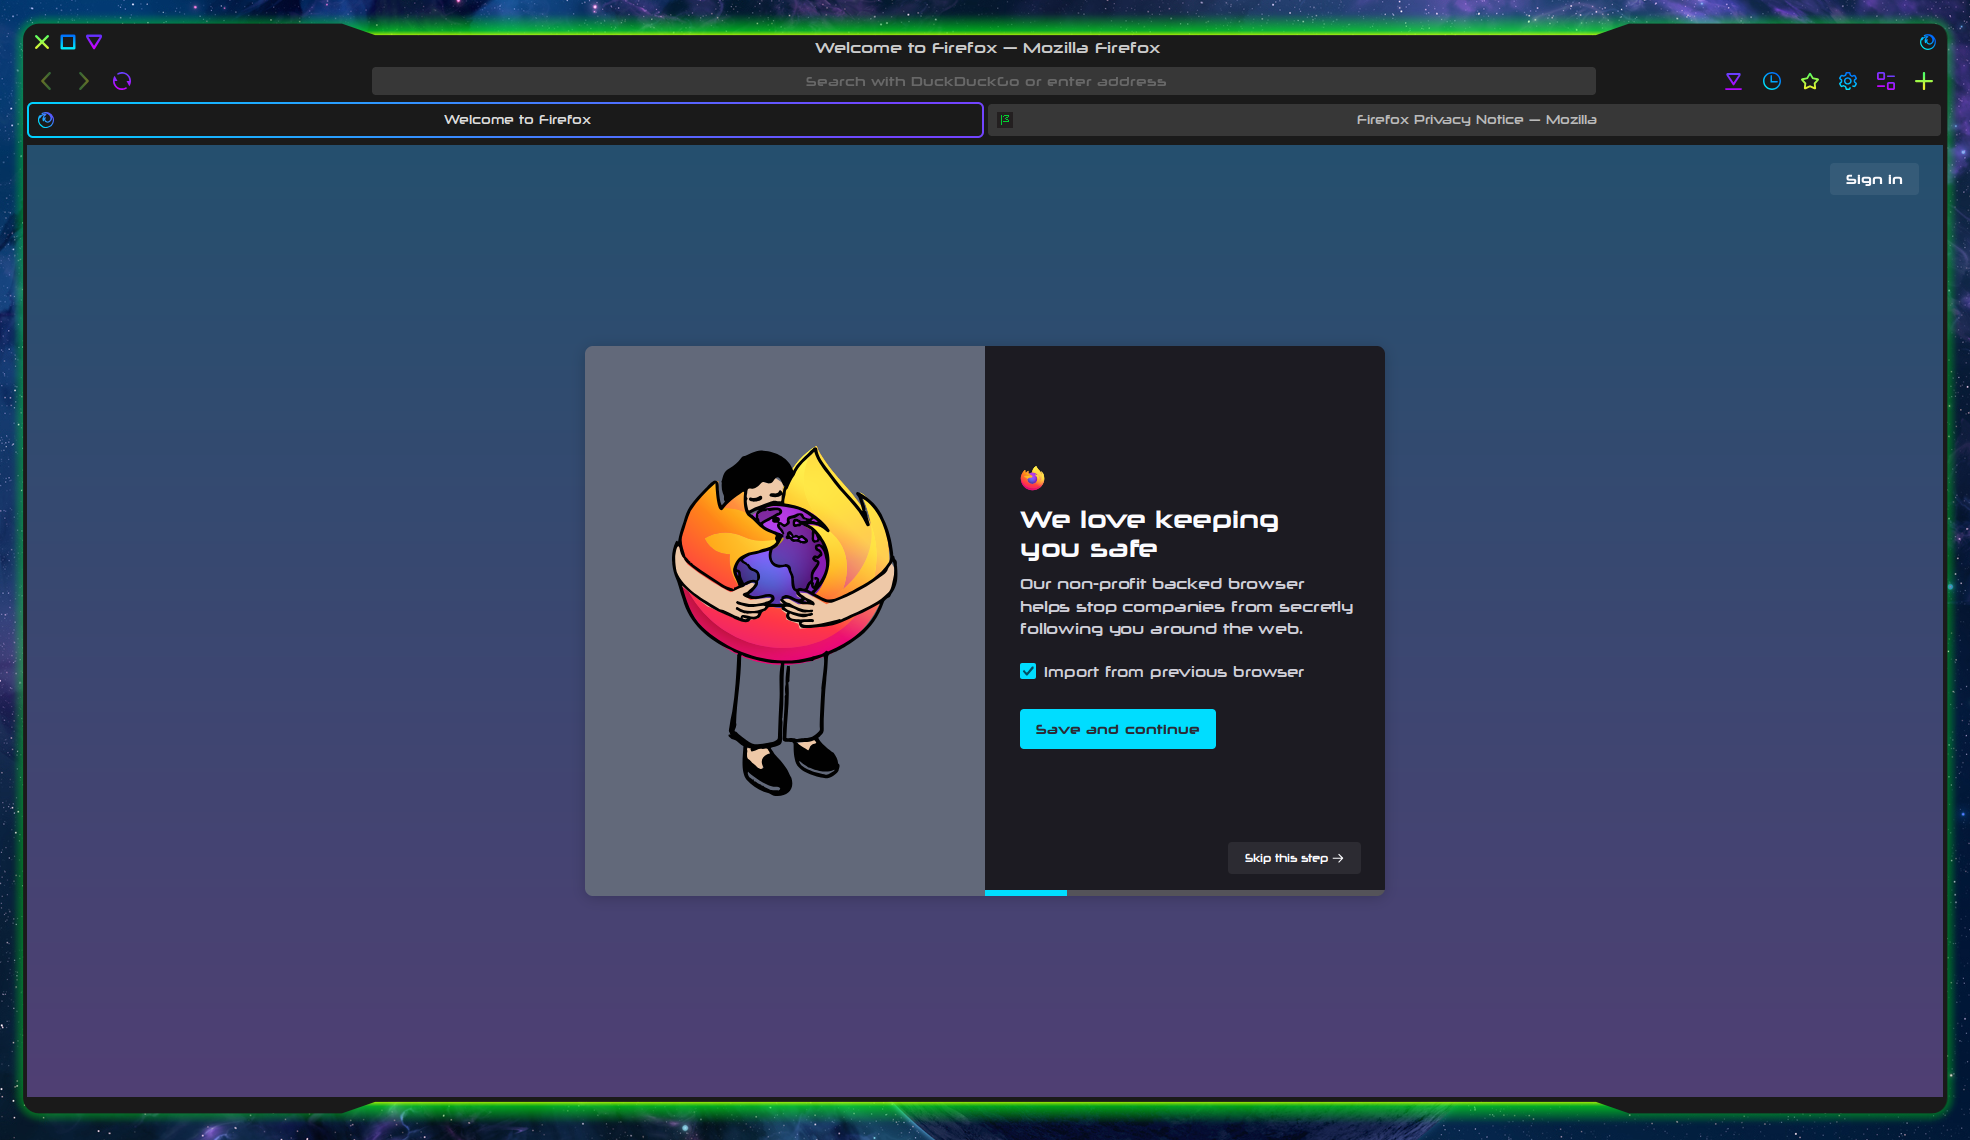 Welcome to Firefox — Mozilla Firefox
Search with DuckDuckGo or enter address
Welcome to Firefox
Firefox Privacy Notice — Mozilla
Sign In
We love keeping
you safe
Our non-profit backed browser
helps stop companies from secretly
following you around the web.
Import from previous browser
Save and continue
Skip this step →